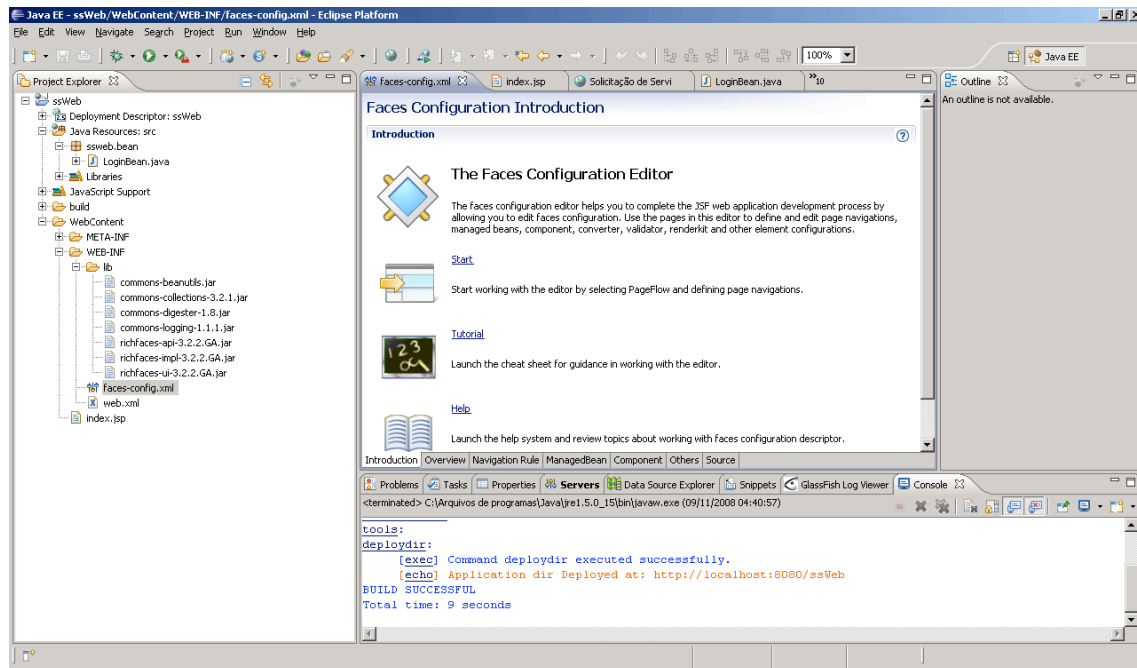 Java EE - ssWeb/WebContent/WEB-INF/faces-config.xml - Eclipse Platform
File Edit View Navigate Search Project Run Window Help
100%
Java EE
Project Explorer
ssWeb
Deployment Descriptor: ssWeb
Java Resources: src
ssweb.bean
LoginBean.java
Libraries
JavaScript Support
build
WebContent
META-INF
WEB-INF
lib
commons-beanutils.jar
commons-collections-3.2.1.jar
commons-digester-1.8.jar
commons-logging-1.1.1.jar
richfaces-api-3.2.2.GA.jar
richfaces-impl-3.2.2.GA.jar
richfaces-ui-3.2.2.GA.jar
faces-config.xml
web.xml
index.jsp
faces-config.xml index.jsp Solicitação de Servi LoginBean.java »10
Faces Configuration Introduction
Introduction
The Faces Configuration Editor
The faces configuration editor helps you to complete the JSF web application development process by
allowing you to edit faces configuration. Use the pages in this editor to define and edit page navigations,
managed beans, component, converter, validator, renderkit and other element configurations.
Start
Start working with the editor by selecting PageFlow and defining page navigations.
123
Tutorial
Launch the cheat sheet for guidance in working with the editor.
Help
Launch the help system and review topics about working with faces configuration descriptor.
Introduction Overview Navigation Rule ManagedBean Component Others Source
Outline
An outline is not available.
Problems Tasks Properties Servers Data Source Explorer Snippets GlassFish Log Viewer Console
<terminated> C:\Arquivos de programas\Java\jre1.5.0_15\bin\javaw.exe (09/11/2008 04:40:57)
tools:
deploydir:
[exec] Command deploydir executed successfully.
[echo] Application dir Deployed at: http://localhost:8080/ssWeb
BUILD SUCCESSFUL
Total time: 9 seconds